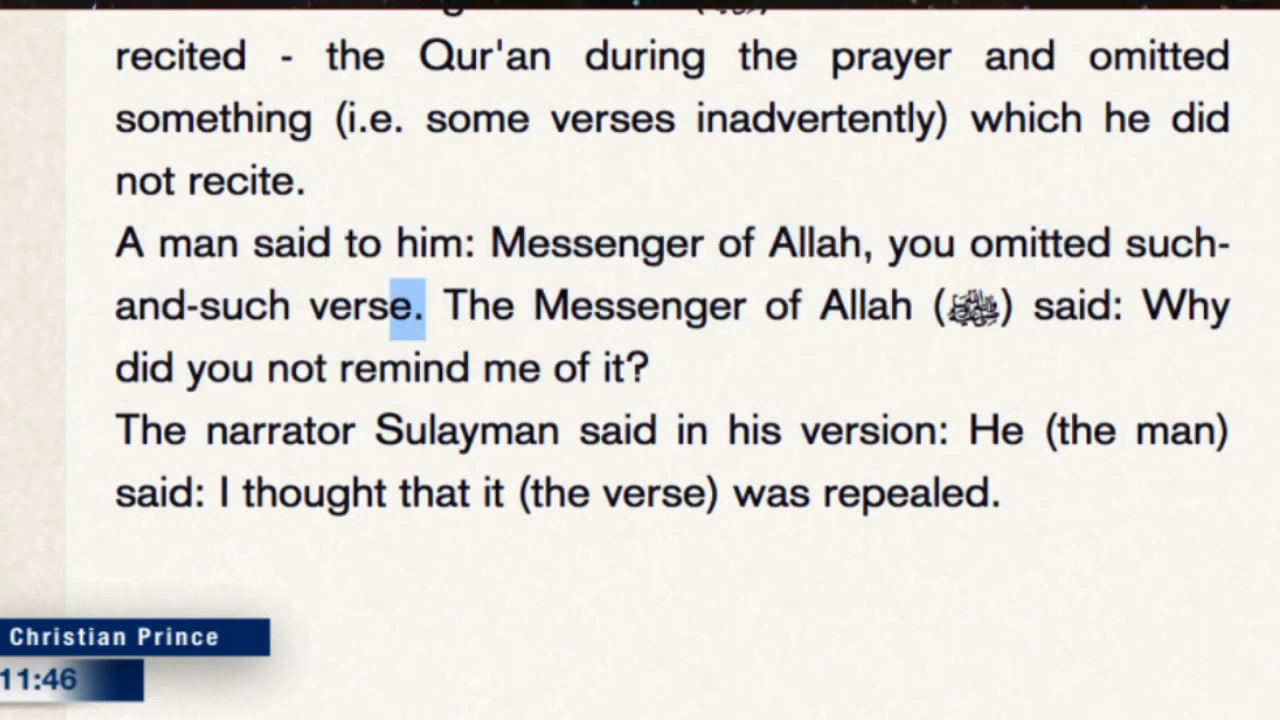 recited - the Qur'an during the prayer and omitted
something (i.e. some verses inadvertently) which he did
not recite.
A man said to him: Messenger of Allah, you omitted such-
and-such verse. The Messenger of Allah (ﷺ) said: Why
did you not remind me of it?
The narrator Sulayman said in his version: He (the man)
said: I thought that it (the verse) was repealed.
Christian Prince
11:46